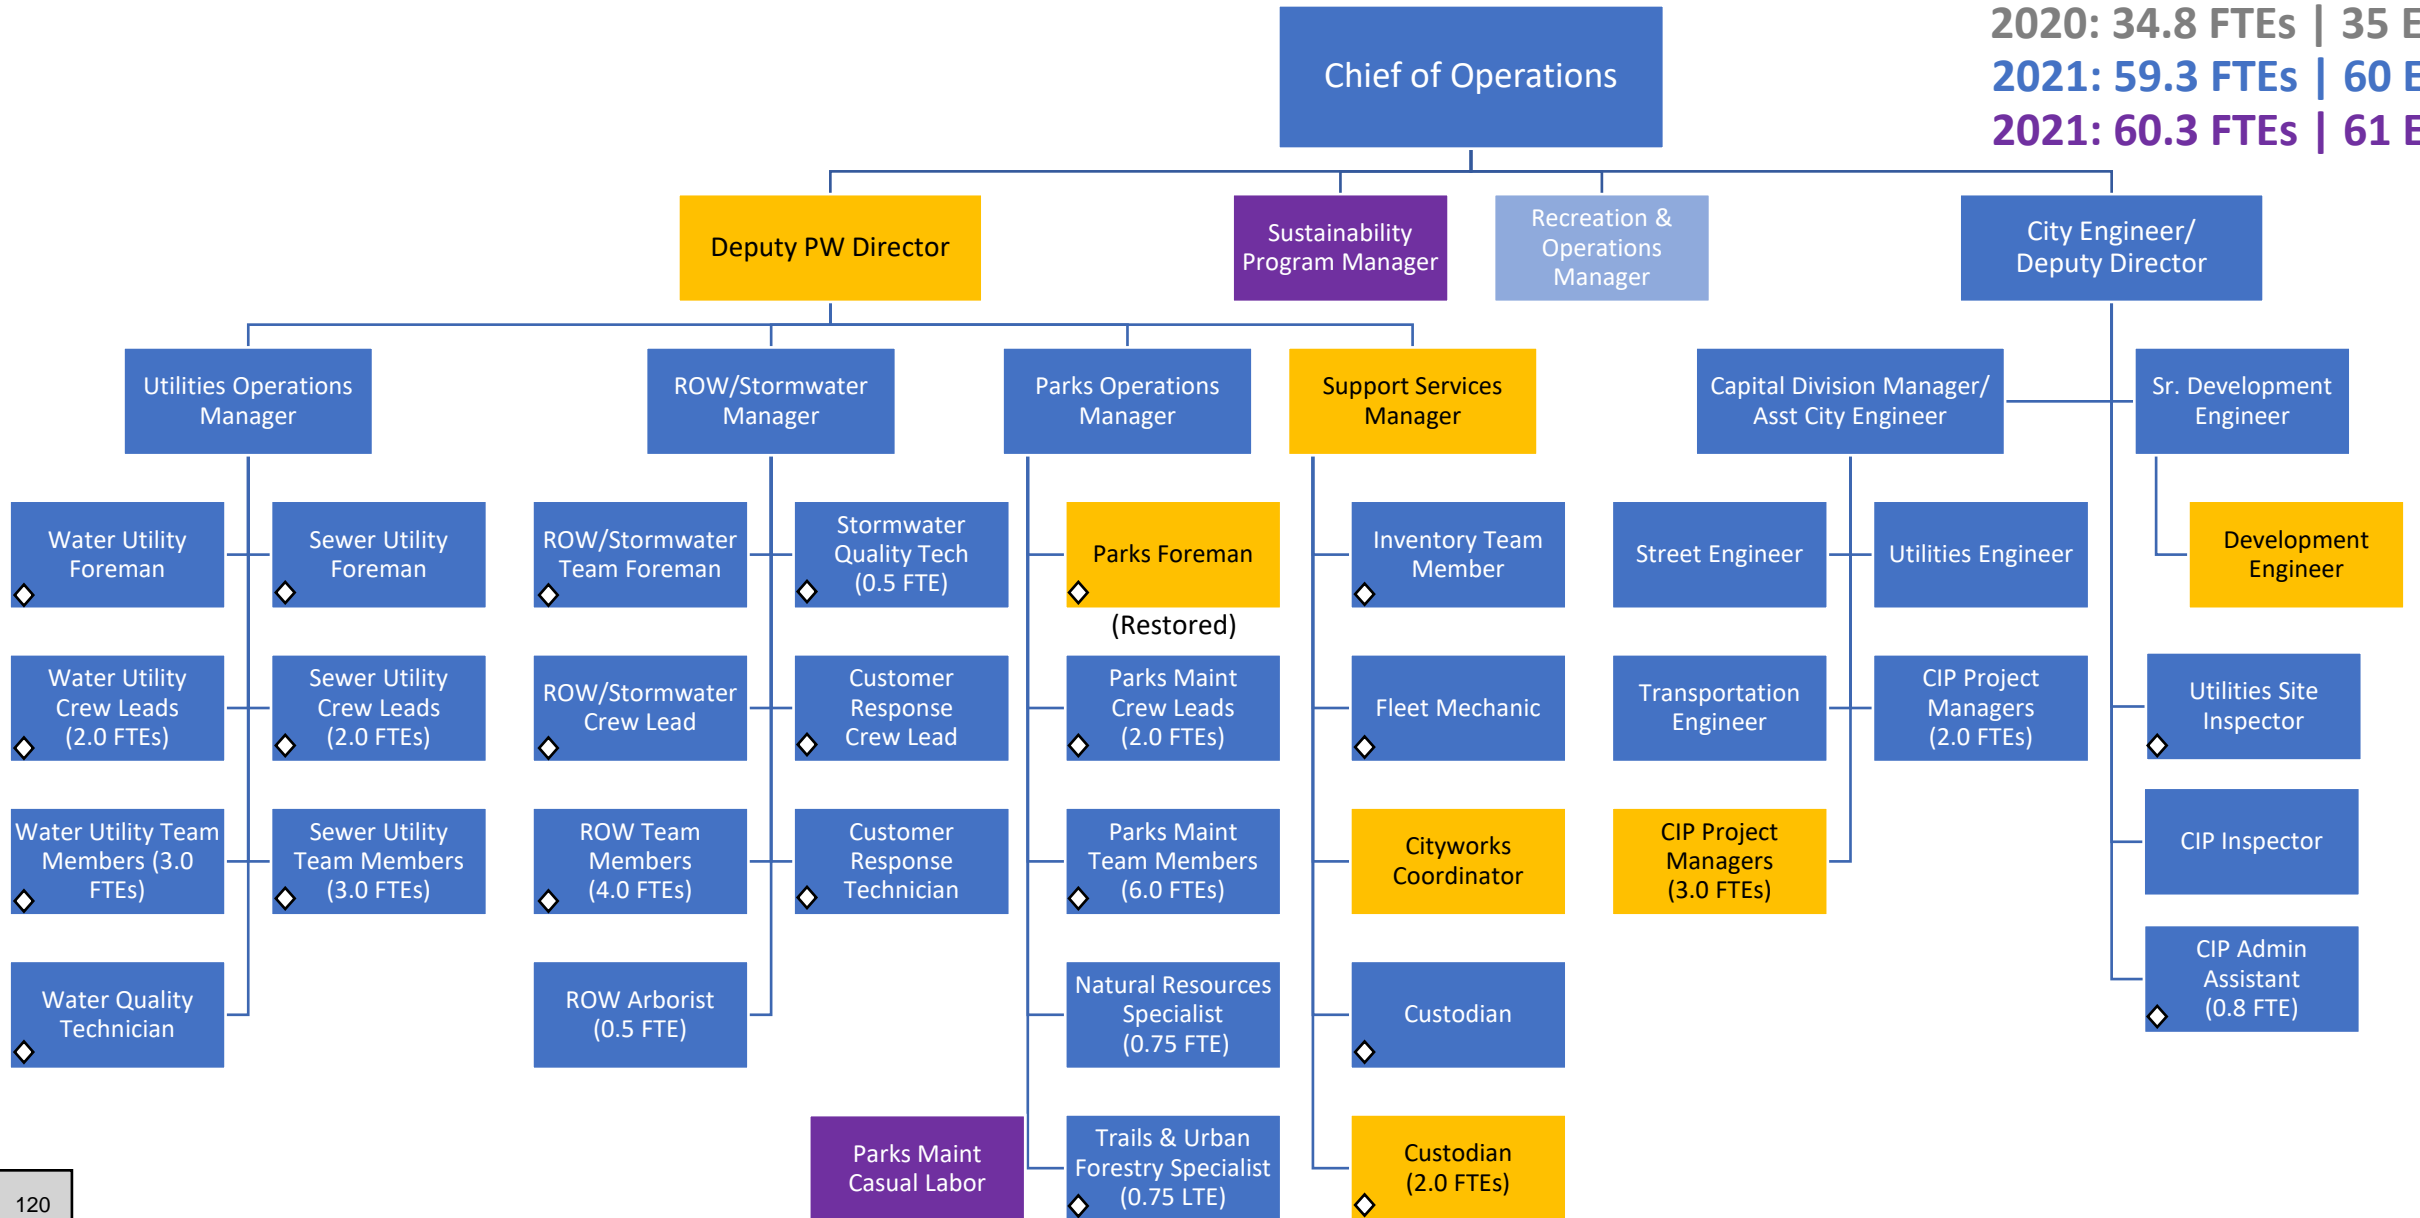 2020: 34.8 FTEs | 35 E
2021: 59.3 FTEs | 60 E
2021: 60.3 FTEs | 61 E
Chief of Operations
Deputy PW Director
Sustainability
Program Manager
Recreation &
Operations
Manager
City Engineer/
Deputy Director
Utilities Operations
Manager
ROW/Stormwater
Manager
Parks Operations
Manager
Support Services
Manager
Capital Division Manager/
Asst City Engineer
Sr. Development
Engineer
Water Utility
Foreman
Sewer Utility
Foreman
ROW/Stormwater
Team Foreman
Stormwater
Quality Tech
(0.5 FTE)
Parks Foreman
(Restored)
Inventory Team
Member
Street Engineer
Utilities Engineer
Development
Engineer
Water Utility
Crew Leads
(2.0 FTEs)
Sewer Utility
Crew Leads
(2.0 FTEs)
ROW/Stormwater
Crew Lead
Customer
Response
Crew Lead
Parks Maint
Crew Leads
(2.0 FTEs)
Fleet Mechanic
Transportation
Engineer
CIP Project
Managers
(2.0 FTEs)
Utilities Site
Inspector
Water Utility Team
Members (3.0
FTEs)
Sewer Utility
Team Members
(3.0 FTEs)
ROW Team
Members
(4.0 FTEs)
Customer
Response
Technician
Parks Maint
Team Members
(6.0 FTEs)
Cityworks
Coordinator
CIP Project
Managers
(3.0 FTEs)
CIP Inspector
Water Quality
Technician
ROW Arborist
(0.5 FTE)
Natural Resources
Specialist
(0.75 FTE)
Custodian
CIP Admin
Assistant
(0.8 FTE)
Parks Maint
Casual Labor
Trails & Urban
Forestry Specialist
(0.75 LTE)
Custodian
(2.0 FTEs)
120